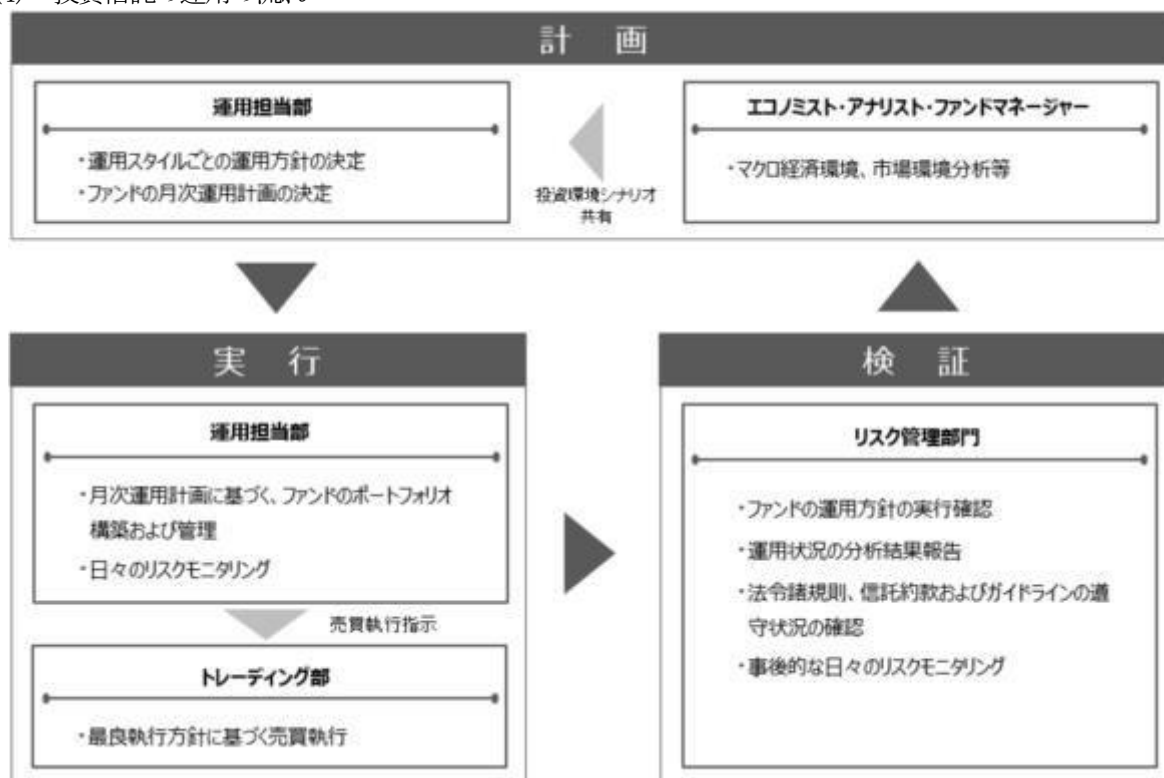 計 画
運用担当部
・運用スタイルごとの運用方針の決定
・ファンドの月次運用計画の決定
投資環境シナリオ
共有
エコノミスト・アナリスト・ファンドマネージャー
・マクロ経済環境、市場環境分析等
実 行
運用担当部
・月次運用計画に基づく、ファンドのポートフォリオ
構築および管理
・日々のリスクモニタリング
売買執行指示
トレーディング部
・最良執行方針に基づく売買執行
検 証
リスク管理部門
・ファンドの運用方針の実行確認
・運用状況の分析結果報告
・法令諸規則、信託約款およびガイドラインの遵
守状況の確認
・事後的な日々のリスクモニタリング